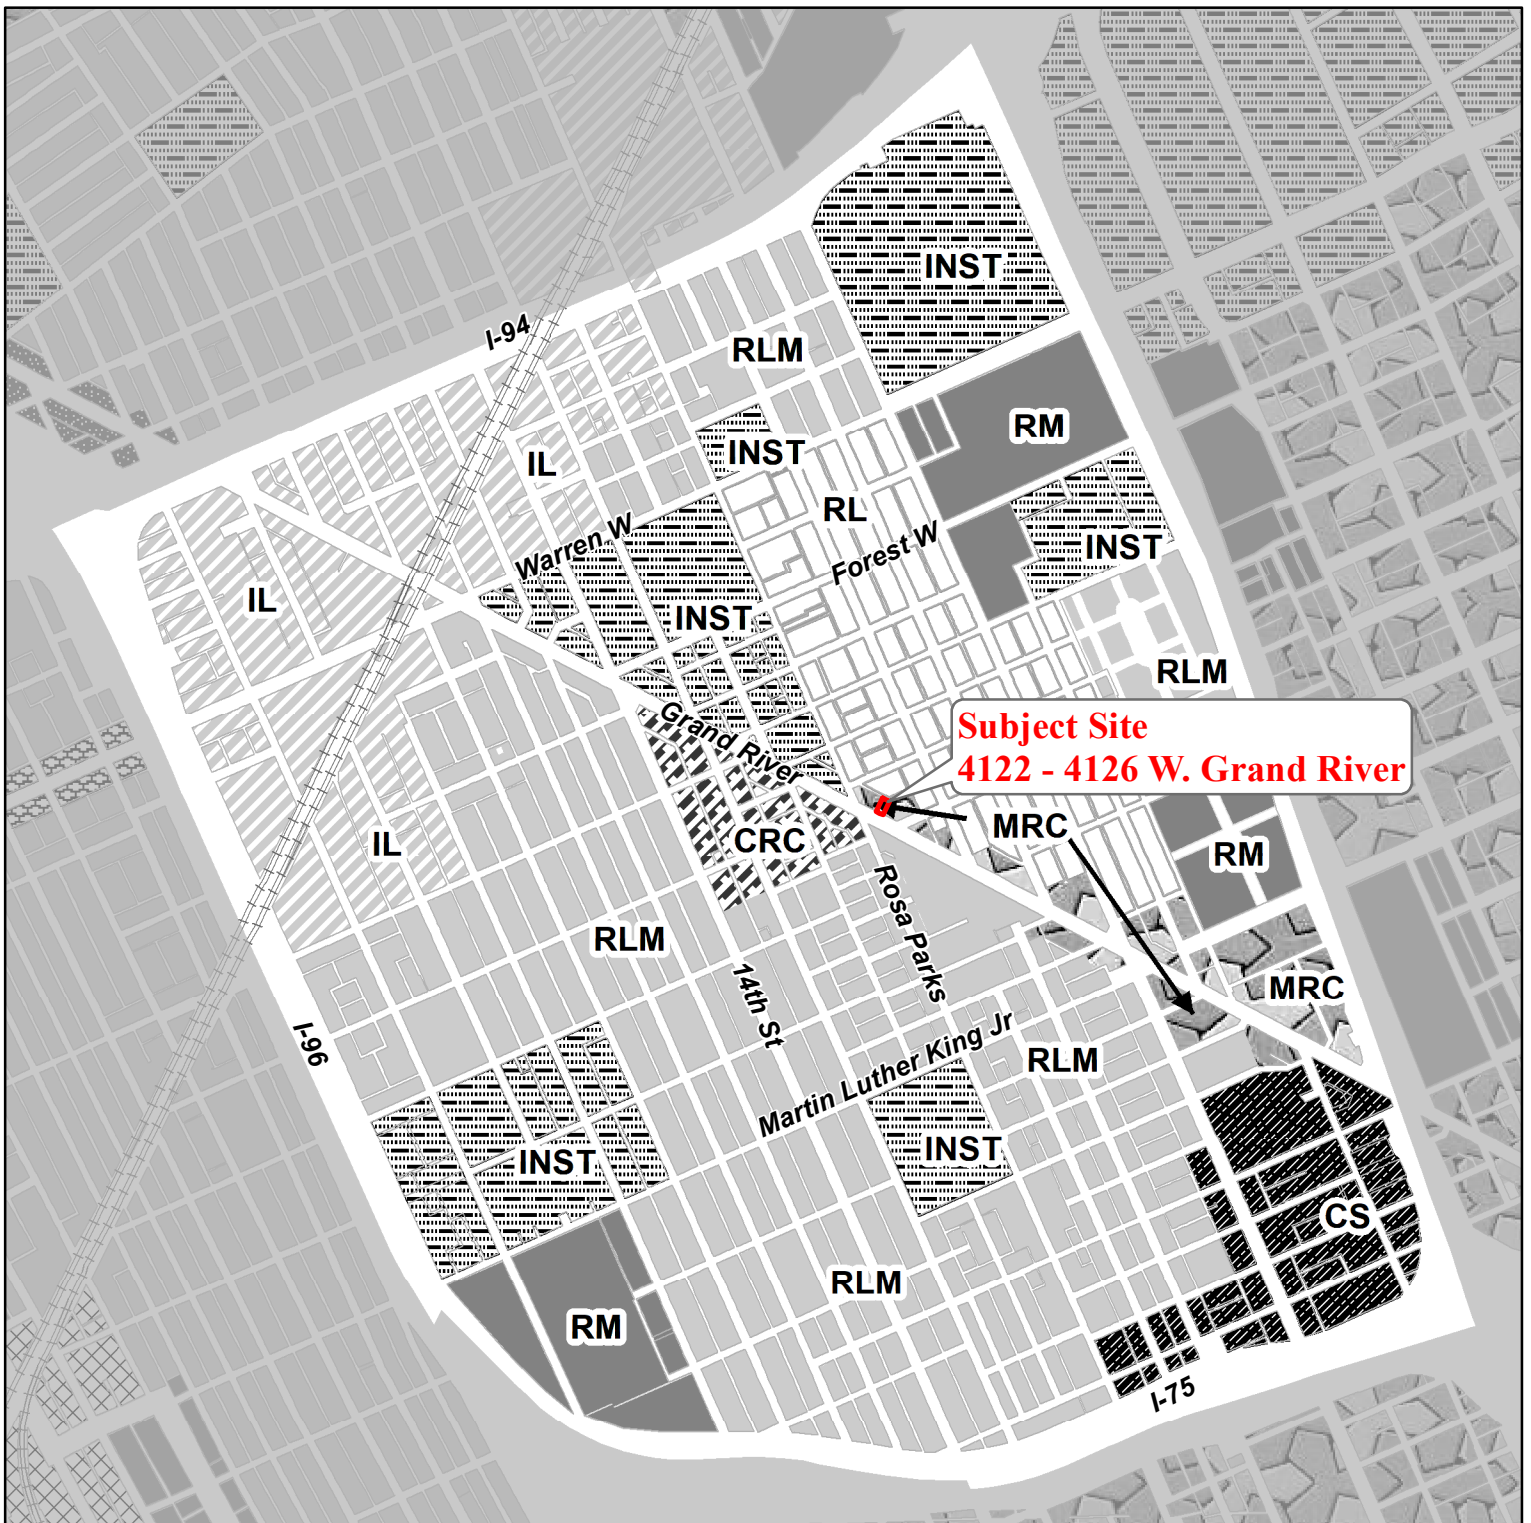 INST
I-94
RLM
RM
INST
IL
RL
Forest W
Warren W
INST
IL
INST
RLM
Subject Site
4122 - 4126 W. Grand River
Grand River
MRC
CRC
IL
RM
Rosa Parks
RLM
14th St
MRC
I-96
Martin Luther King Jr
RLM
INST
INST
CS
RLM
RM
I-75